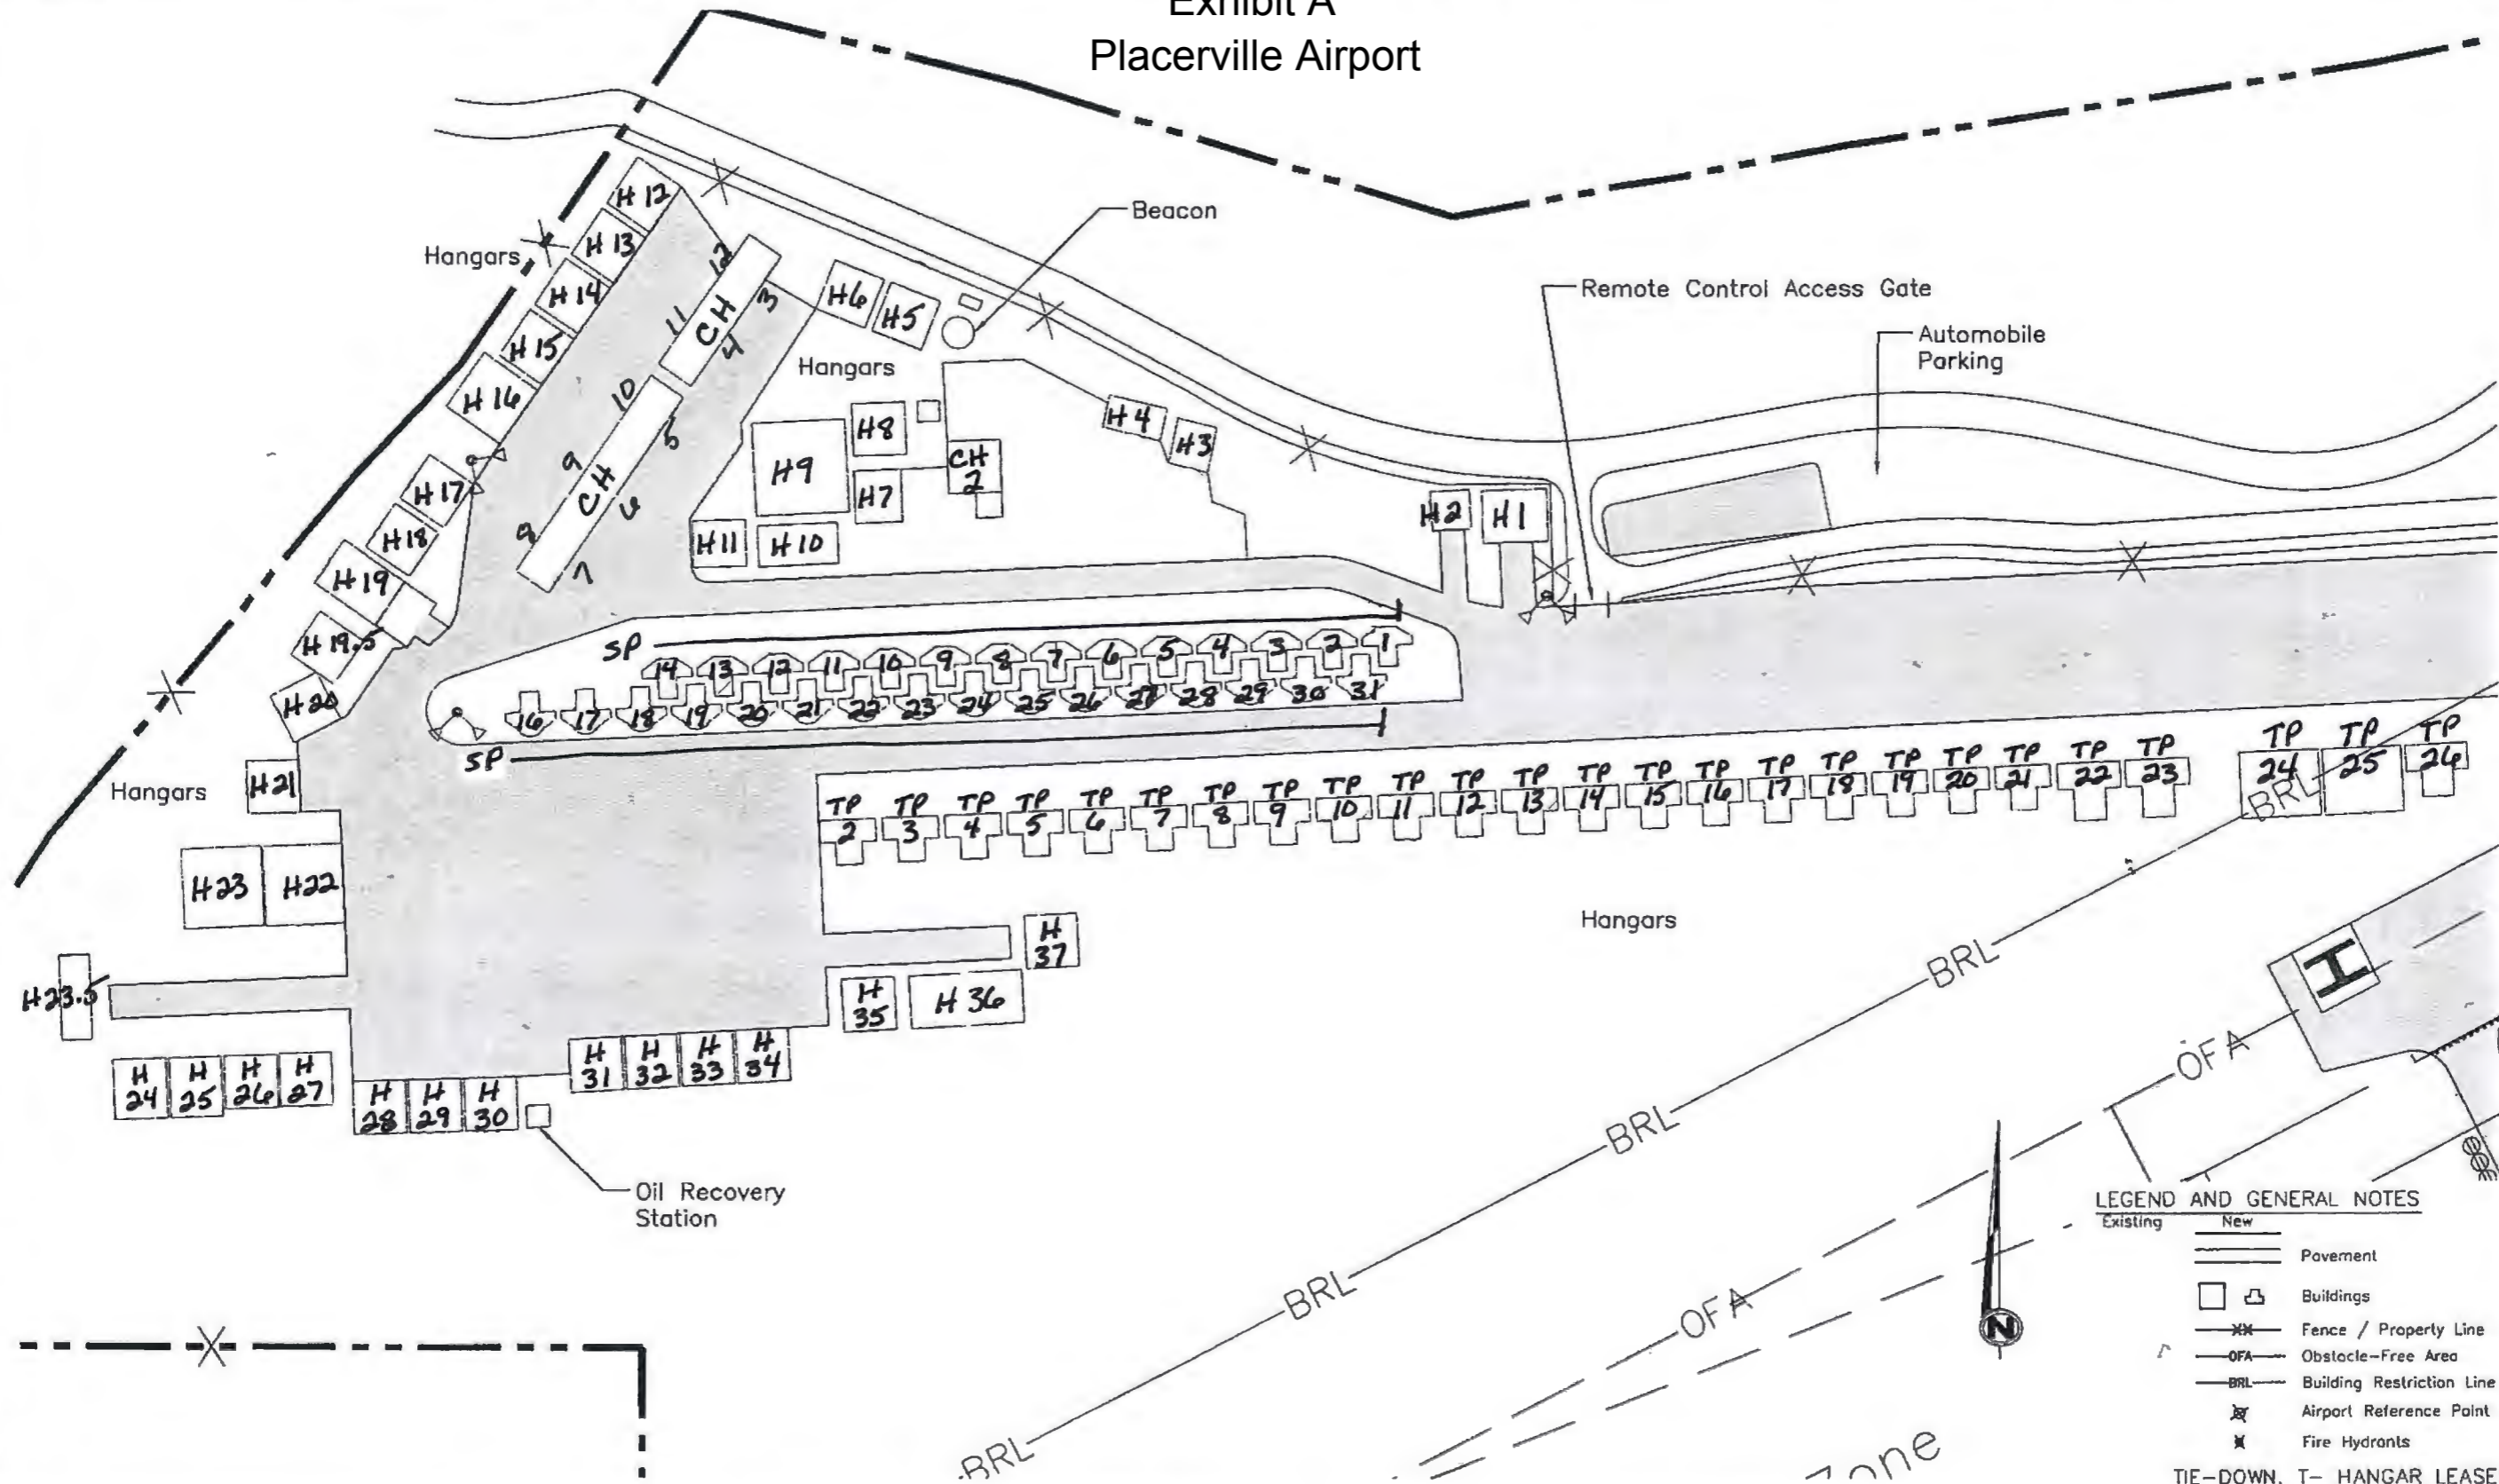 Exhibit A
Placerville Airport
Beacon
Hangars
Remote Control Access Gate
Automobile
Parking
Hangars
H 12
H 13
H 14
H 15
H 16
H 17
H 18
H 19
H 19.5
H 20
H21
H23
H22
H23.5
12
11
CH
3
4
10
9
CH
5
6
8
7
H6
H5
H8
H9
H7
CH
2
H11
H 10
H 4
H3
H2
H1
SP
14
13
12
11
10
9
8
7
6
5
4
3
2
1
16
17
18
19
20
21
22
23
24
25
26
27
28
29
30
31
SP
Hangars
TP
2
TP
3
TP
4
TP
5
TP
6
TP
7
TP
8
TP
9
TP
10
TP
11
TP
12
TP
13
TP
14
TP
15
TP
16
TP
17
TP
18
TP
19
TP
20
TP
21
TP
22
TP
23
TP
24
TP
25
TP
26
BRL
Hangars
H
37
H
35
H 36
H
24
H
25
H
26
H
27
H
28
H
29
H
30
H
31
H
32
H
33
H
34
Oil Recovery
Station
BRL
BRL
BRL
BRL
OFA
OFA
H
N
Zone
LEGEND AND GENERAL NOTES
Existing New
Pavement
Buildings
Fence / Property Line
OFA Obstacle-Free Area
BRL Building Restriction Line
Airport Reference Point
Fire Hydrants
TIE-DOWN, T- HANGAR LEASE